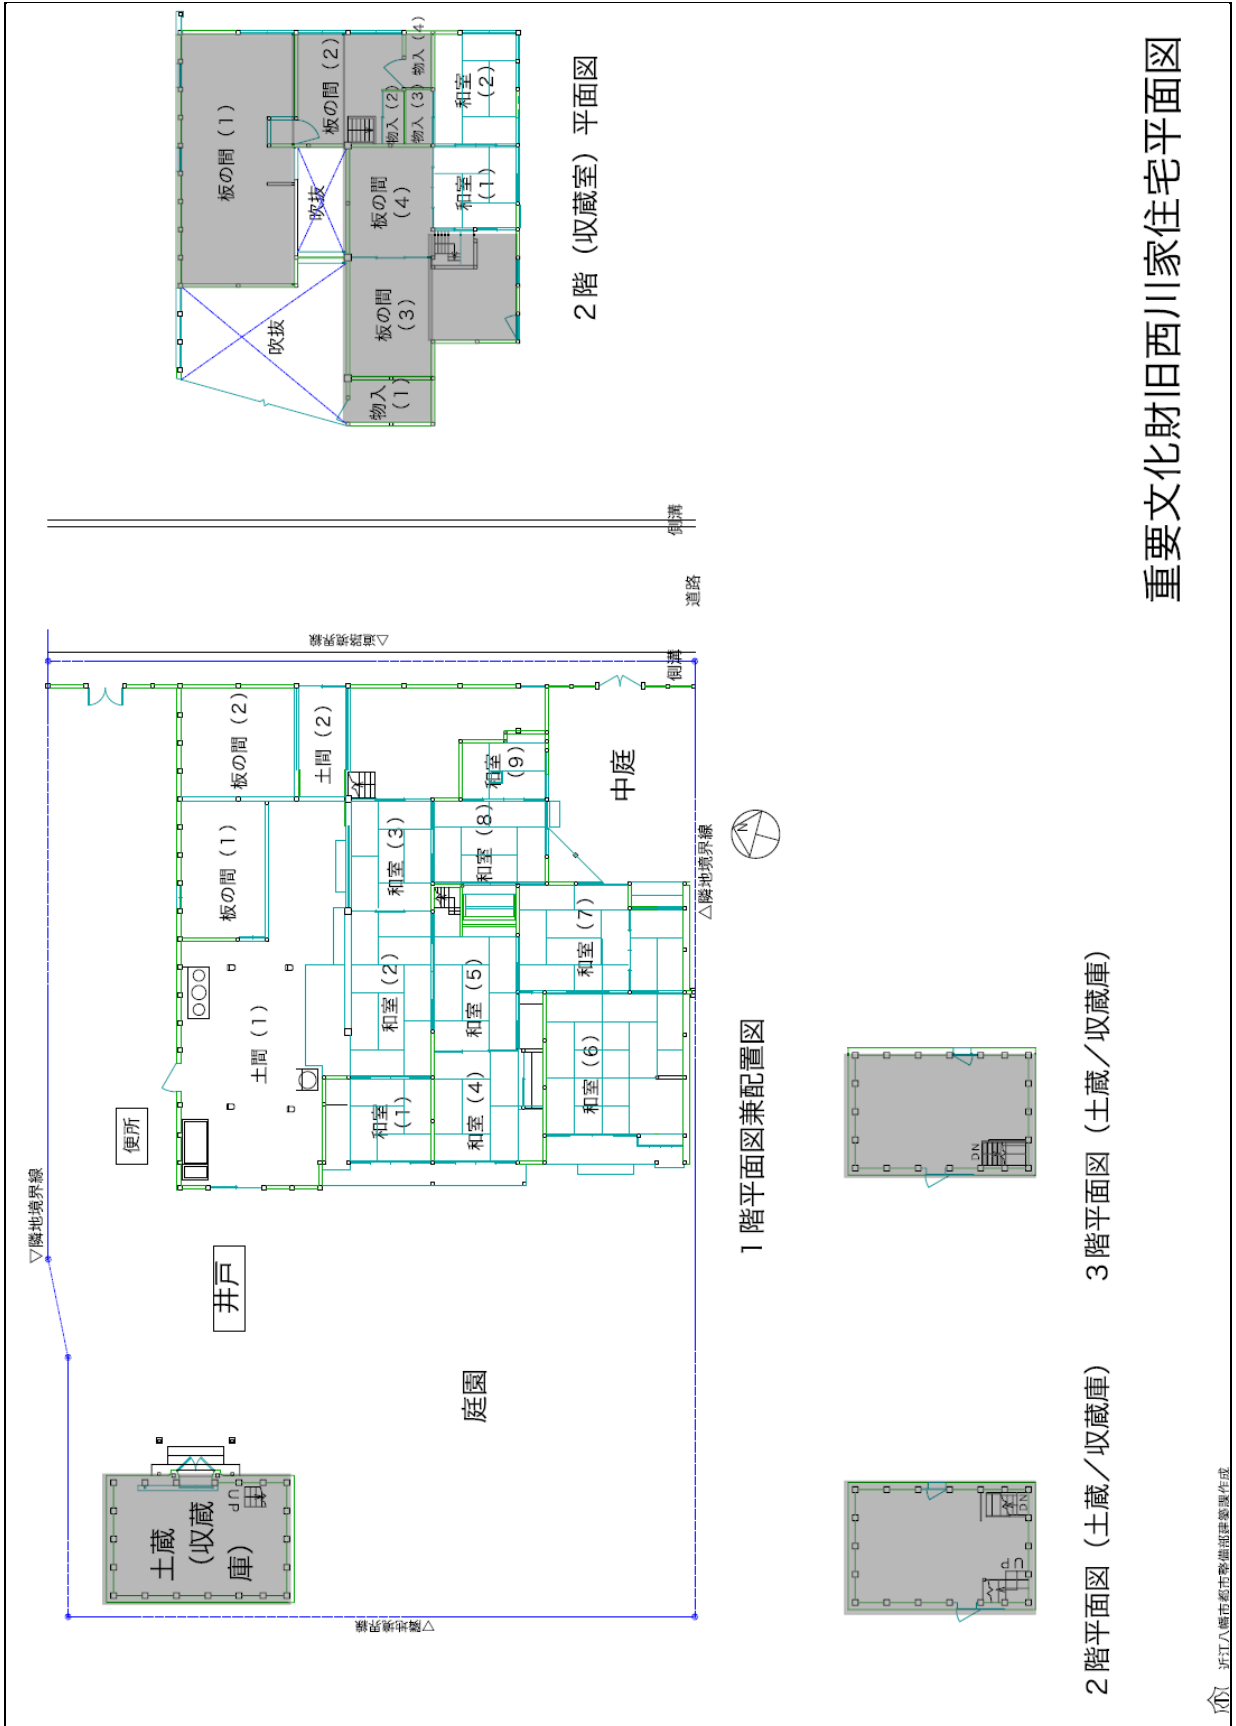 重要文化財旧西川家住宅平面図
2階（収蔵室）平面図
板の間（1）
板の間（2）
物入（4）
物入（2）
物入（3）
和室
（2）
吹抜
板の間
（4）
和室
（1）
吹抜
板の間
（3）
物入
（1）
側溝
道路
△道路境界線
側溝
板の間（2）
土間（2）
和室
（9）
中庭
板の間（1）
和室（3）
和室（8）
△隣地境界線
N
土間（1）
和室（2）
和室（5）
和室（7）
和室
（1）
和室（4）
和室（6）
便所
▽隣地境界線
井戸
庭園
1階平面図兼配置図
土蔵
（収蔵
庫）
UP
▽隣地境界線
DN
3階平面図（土蔵／収蔵庫）
DN
UP
2階平面図（土蔵／収蔵庫）
近江八幡市都市整備部建築課作成